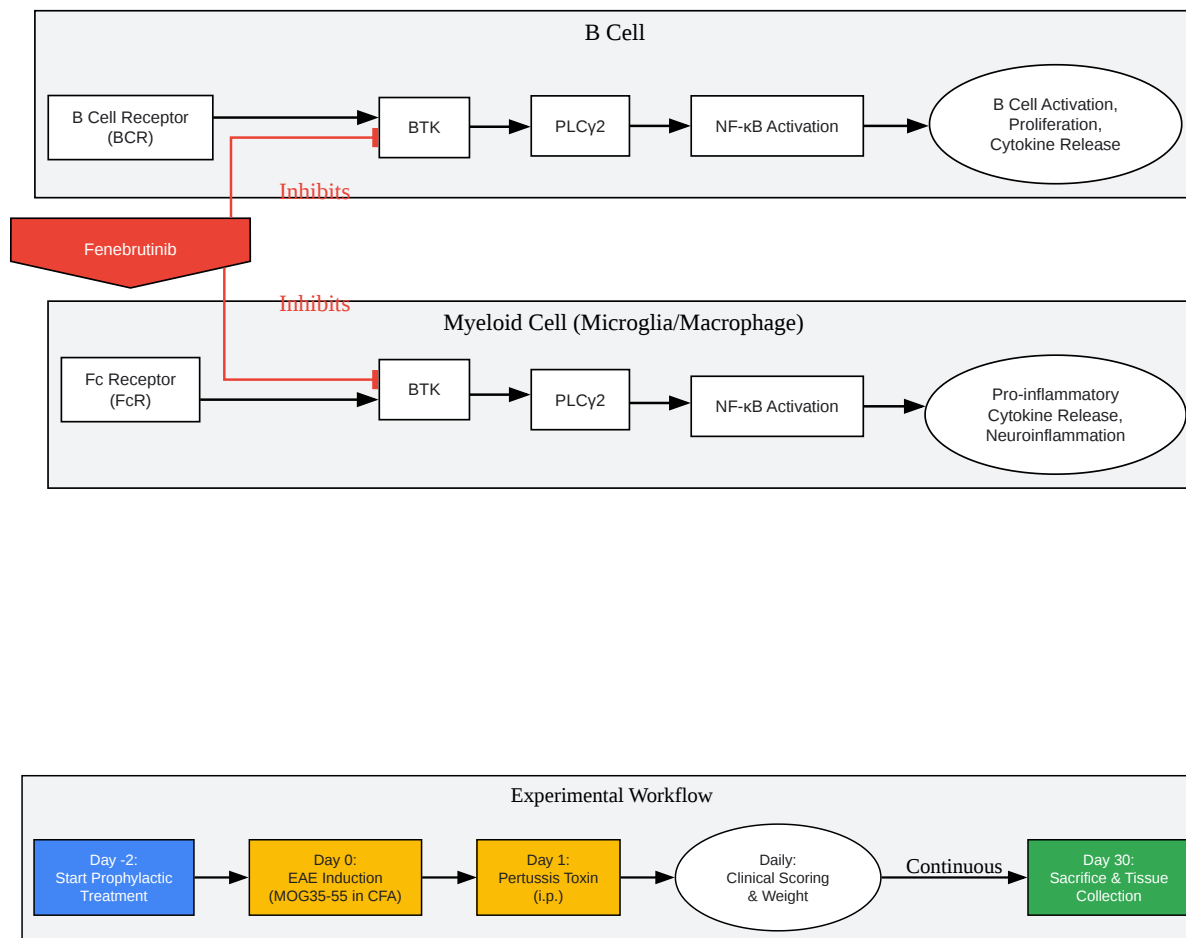 B Cell
B Cell Receptor
(BCR)
BTK
PLCγ2
NF-κB Activation
B Cell Activation,
Proliferation,
Cytokine Release
Inhibits
Fenebrutinib
Inhibits
Myeloid Cell (Microglia/Macrophage)
Fc Receptor
(FcR)
BTK
PLCγ2
NF-κB Activation
Pro-inflammatory
Cytokine Release,
Neuroinflammation
Experimental Workflow
Day -2:
Start Prophylactic
Treatment
Day 0:
EAE Induction
(MOG35-55 in CFA)
Day 1:
Pertussis Toxin
(i.p.)
Daily:
Clinical Scoring
& Weight
Continuous
Day 30:
Sacrifice & Tissue
Collection